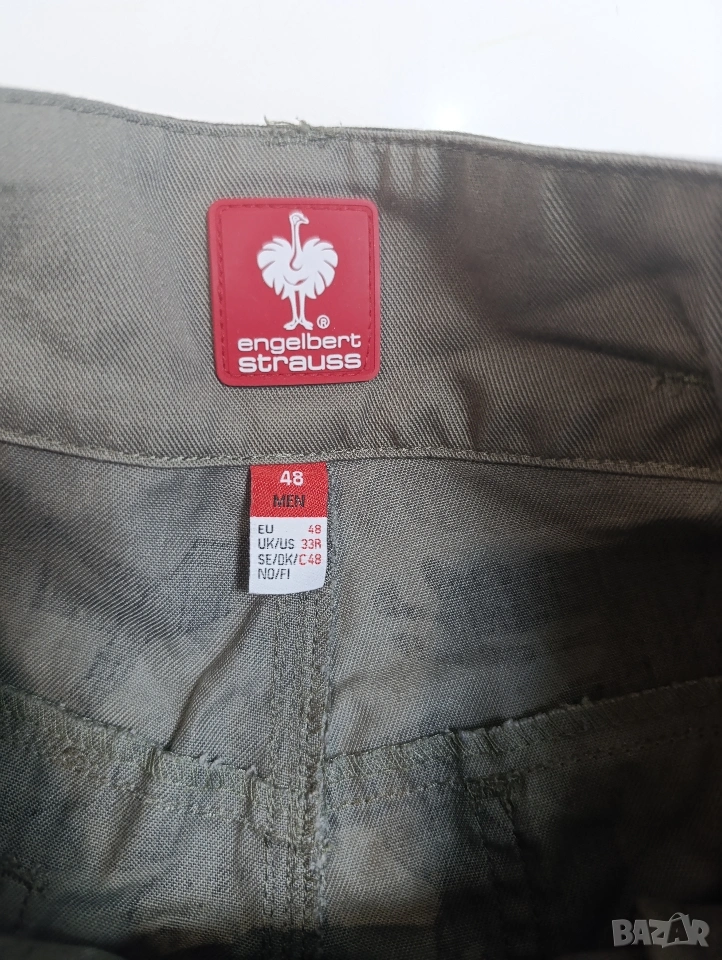 ®
engelbert
strauss
48
MEN
EU 48
UK/US 33R
SE/DK/ C48
NO/FI
BAZAR